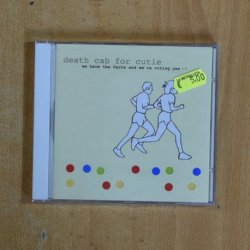 death cab for cutie
we have the facts and we're voting yes
€ 5,00